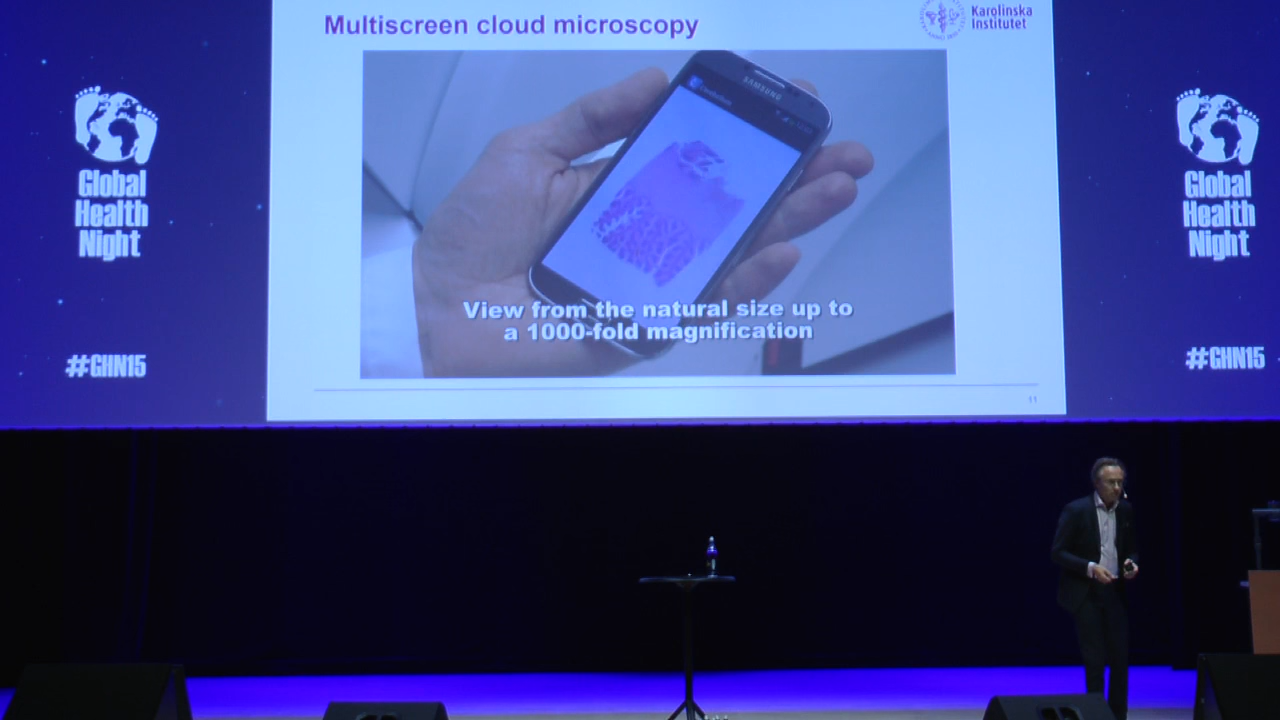 Multiscreen cloud microscopy
Karolinska
Institutet
SAMSUNG
View from the natural size up to
a 1000-fold magnification
11
Global
Health
Night
#GHN15
Global
Health
Night
#GHN15